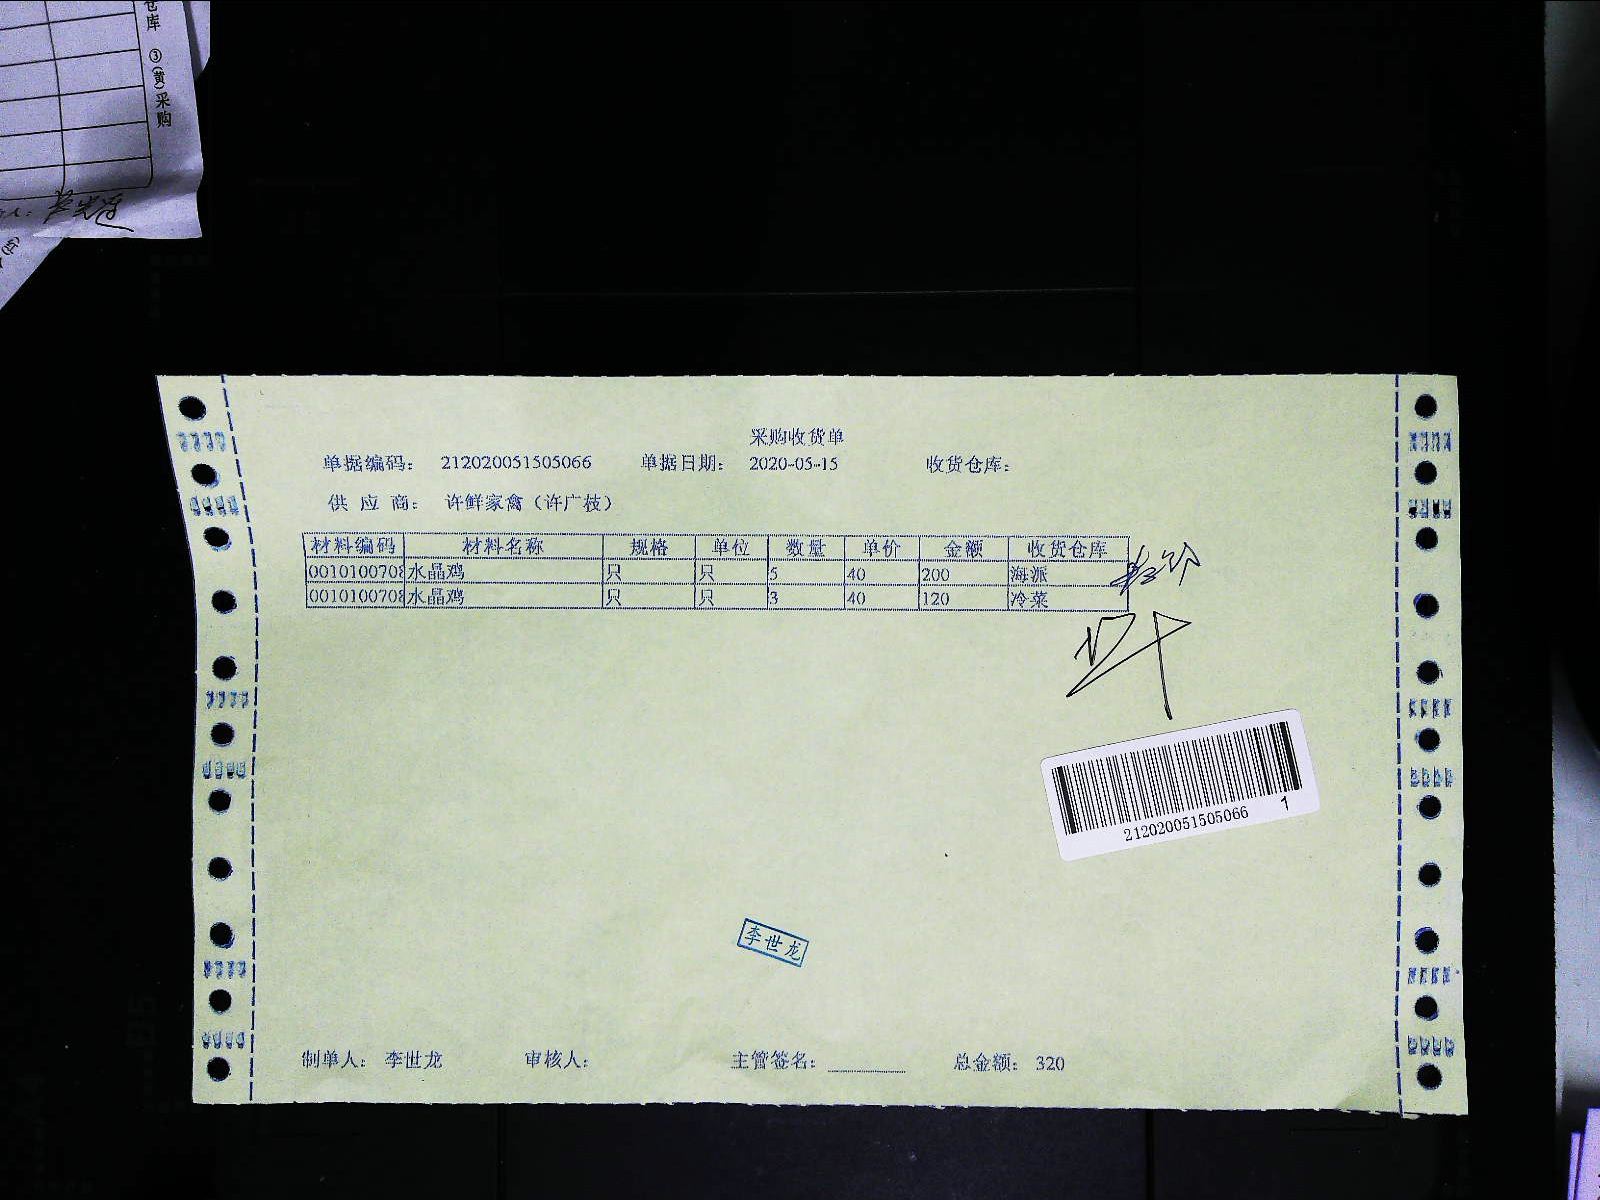 仓库 ③(黄)采购
采购收货单
单据编码： 212020051505066 单据日期： 2020-05-15 收货仓库：
供 应 商： 许鲜家禽（许广枝）
材料编码 材料名称 规格 单位 数量 单价 金额 收货仓库
0010100708 水晶鸡 只 只 5 40 200 海派
0010100708 水晶鸡 只 只 3 40 120 冷菜
212020051505066 1
李世龙
制单人： 李世龙 审核人： 主管签名： 总金额： 320